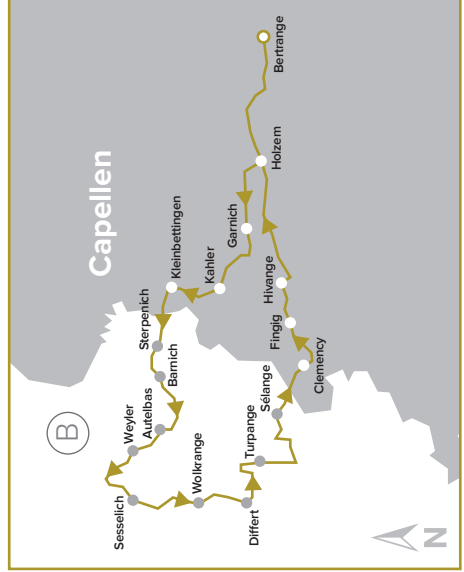 Capellen
B
Bertrange
Holzem
Garnich
Kahler
Kleinbettingen
Sterpenich
Barnich
Autelbas
Weyler
Sesselich
Wolkrange
Differt
Turpange
Sélange
Clemency
Fingig
Hivange
N